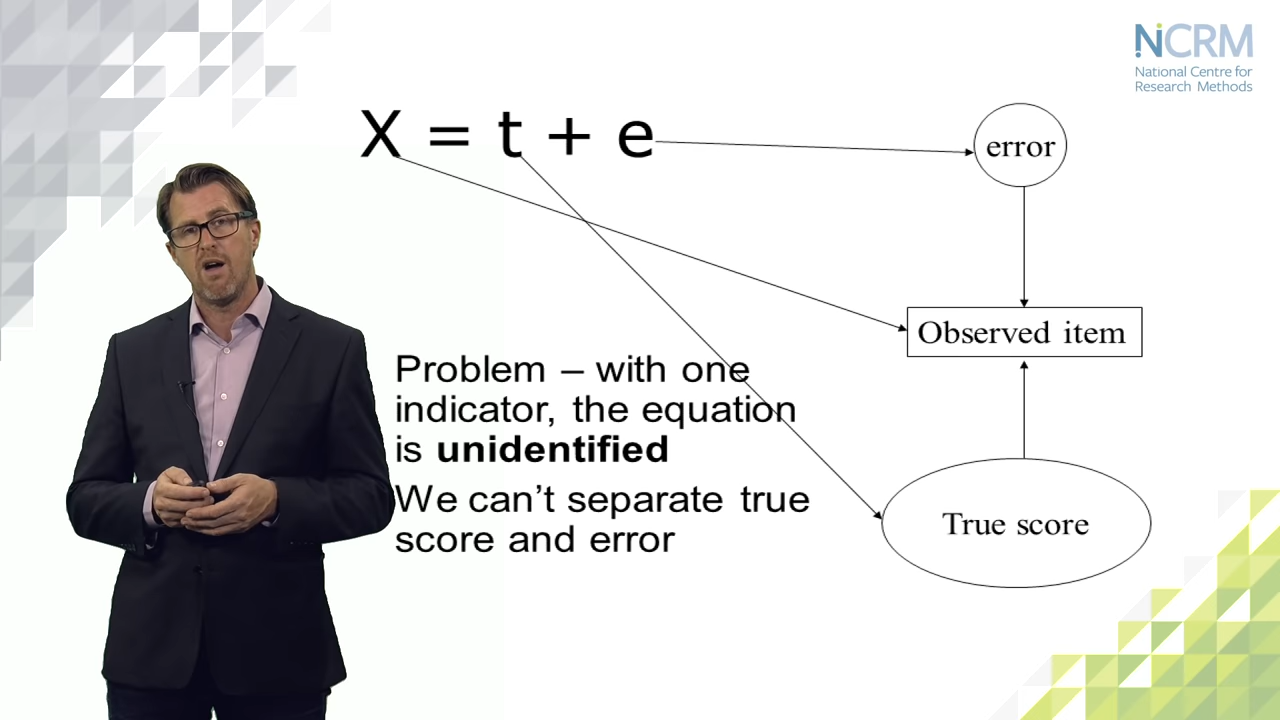 NCRM
National Centre for
Research Methods
X = t + e
error
Observed item
Problem – with one
indicator, the equation
is unidentified
We can't separate true
score and error
True score